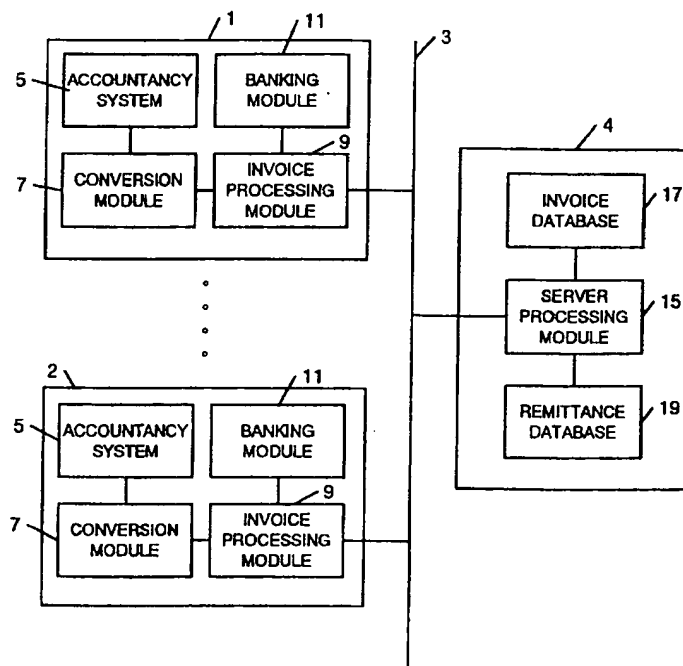 1
11
3
5
ACCOUNTANCY
SYSTEM
BANKING
MODULE
9
7
CONVERSION
MODULE
INVOICE
PROCESSING
MODULE
4
INVOICE
DATABASE
17
SERVER
PROCESSING
MODULE
15
REMITTANCE
DATABASE
19
2
11
5
ACCOUNTANCY
SYSTEM
BANKING
MODULE
9
7
CONVERSION
MODULE
INVOICE
PROCESSING
MODULE